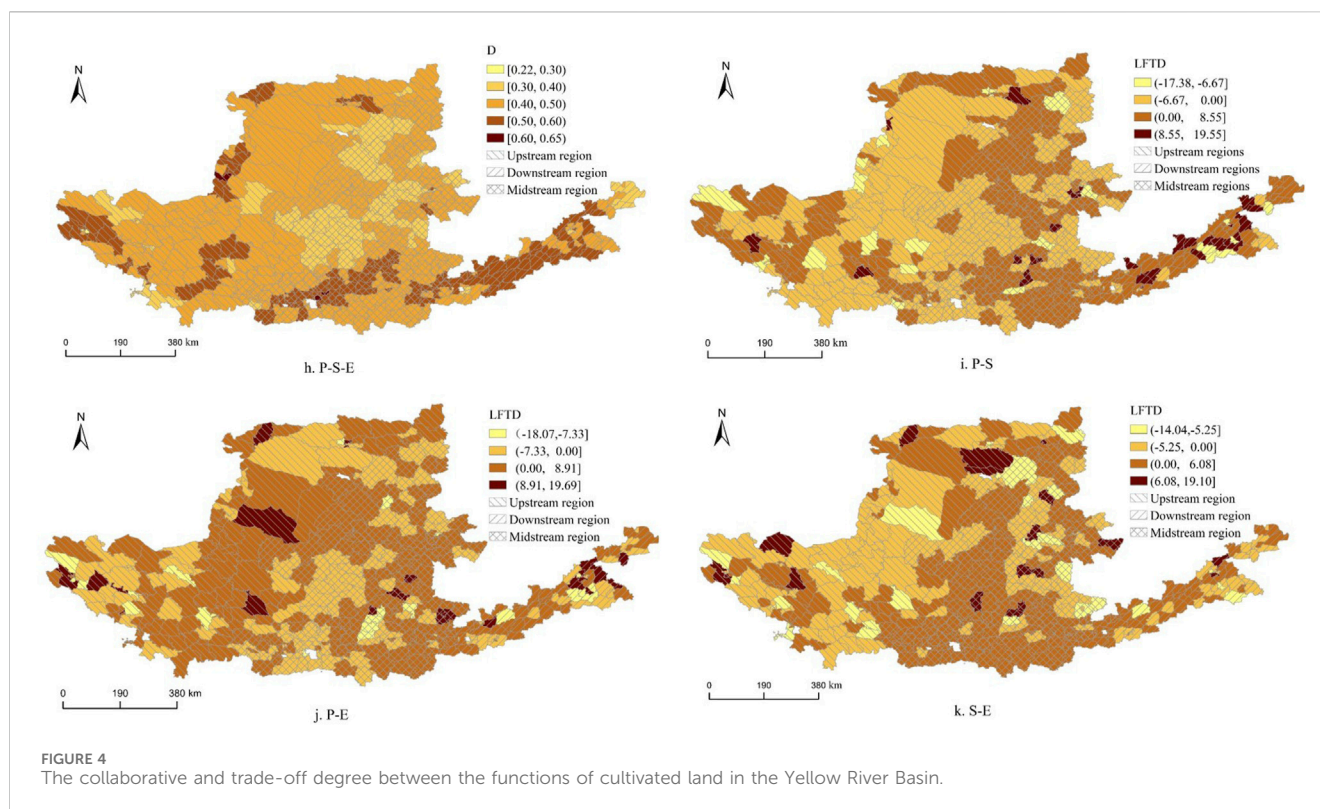 N
D
[0.22, 0.30)
[0.30, 0.40)
[0.40, 0.50)
[0.50, 0.60)
[0.60, 0.65)
Upstream region
Downstream region
Midstream region
0 190 380 km
h. P-S-E
N
LFTD
(-17.38, -6.67]
(-6.67, 0.00]
(0.00, 8.55]
(8.55, 19.55]
Upstream regions
Downstream regions
Midstream regions
0 190 380 km
i. P-S
N
LFTD
(-18.07,-7.33]
(-7.33, 0.00]
(0.00, 8.91]
(8.91, 19.69]
Upstream region
Downstream region
Midstream region
0 190 380 km
j. P-E
N
LFTD
(-14.04,-5.25]
(-5.25, 0.00]
(0.00, 6.08]
(6.08, 19.10]
Upstream region
Downstream region
Midstream region
0 190 380 km
k. S-E
FIGURE 4
The collaborative and trade-off degree between the functions of cultivated land in the Yellow River Basin.